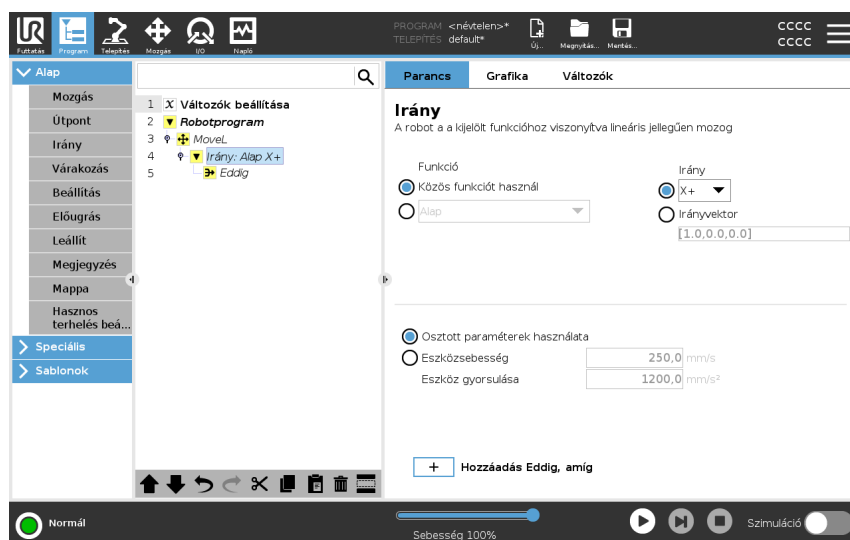 UR
Futtatás
Program
Telepítés
Mozgás
I/O
Napló
PROGRAM <névtelen>*
TELEPÍTÉS default*
Új...
Megnyitás...
Mentés...
CCCC
CCCC
Alap
Mozgás
Útpont
Irány
Várakozás
Beállítás
Előugrás
Leállít
Megjegyzés
Mappa
Hasznos
terhelés beá...
Speciális
Sablonok
1 X Változók beállítása
2 Robotprogram
3 MoveL
4 Irány: Alap X+
5 Eddig
Parancs Grafika Változók
Irány
A robot a a kijelölt funkcióhoz viszonyítva lineáris jellegűen mozog
Funkció
Közös funkciót használ
Alap
Irány
X+
Irányvektor
[1.0,0.0,0.0]
Osztott paraméterek használata
Eszközsebesség 250,0 mm/s
Eszköz gyorsulása 1200,0 mm/s²
+ Hozzáadás Eddig, amíg
Normál
Sebesség 100%
Szimuláció